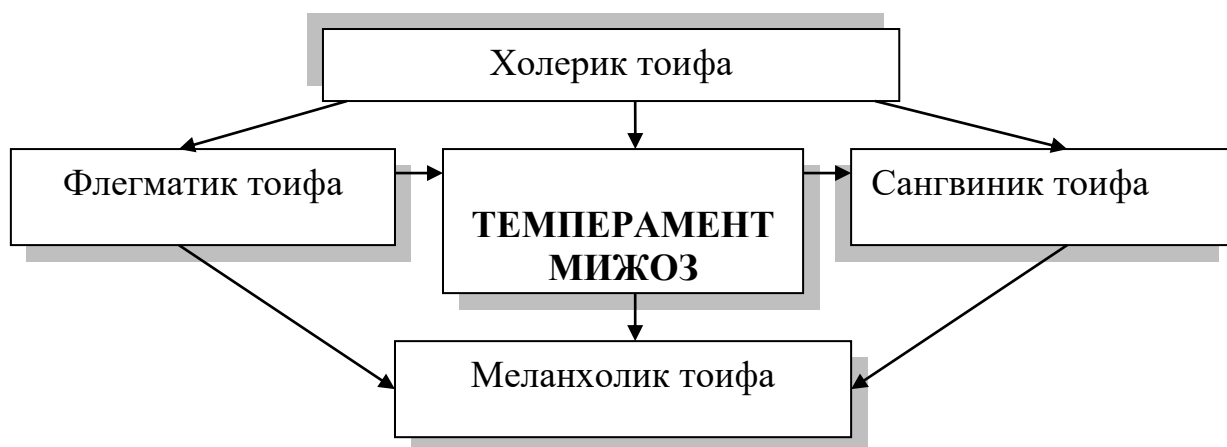 Холерик тоифа
Флегматик тоифа
ТЕМПЕРАМЕНТ
МИЖОЗ
Сангвиник тоифа
Меланхолик тоифа